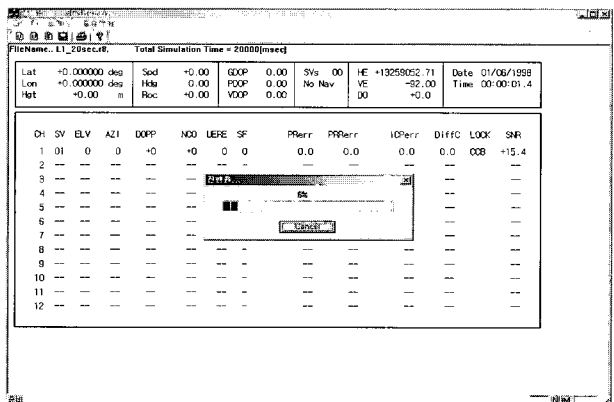 FileName.. L1_20sec.r8, Total Simulation Time = 20000[msec]
Lat +0.000000 deg Spd +0.00 GDOP 0.00 SVs 00 HE +13259052.71 Date 01/06/1998
Lon +0.000000 deg Hdg 0.00 PDOP 0.00 No Nav VE -92.00 Time 00:00:01.4
Hgt +0.00 m Roc +0.00 VDOP 0.00 DO +0.0
CH SV ELV AZI DOPP NCO UERE SF PRerr PRRerr iCPerr DiffC LOCK SNR
1 01 0 0 +0 +0 0 0 0.0 0.0 0.0 0.0 CCB +15.4
2 -- -- -- -- -- -- -- -- -- -- -- -- --
3 -- -- -- -- --
6%
4 -- -- -- -- --
5 -- -- -- -- --
Cancel
6 -- -- -- -- --
7 -- -- -- -- -- -- -- -- -- -- -- -- --
8 -- -- -- -- -- -- -- -- -- -- -- -- --
9 -- -- -- -- -- -- -- -- -- -- -- -- --
10 -- -- -- -- -- -- -- -- -- -- -- -- --
11 -- -- -- -- -- -- -- -- -- -- -- -- --
12 -- -- -- -- -- -- -- -- -- -- -- -- --
NUM